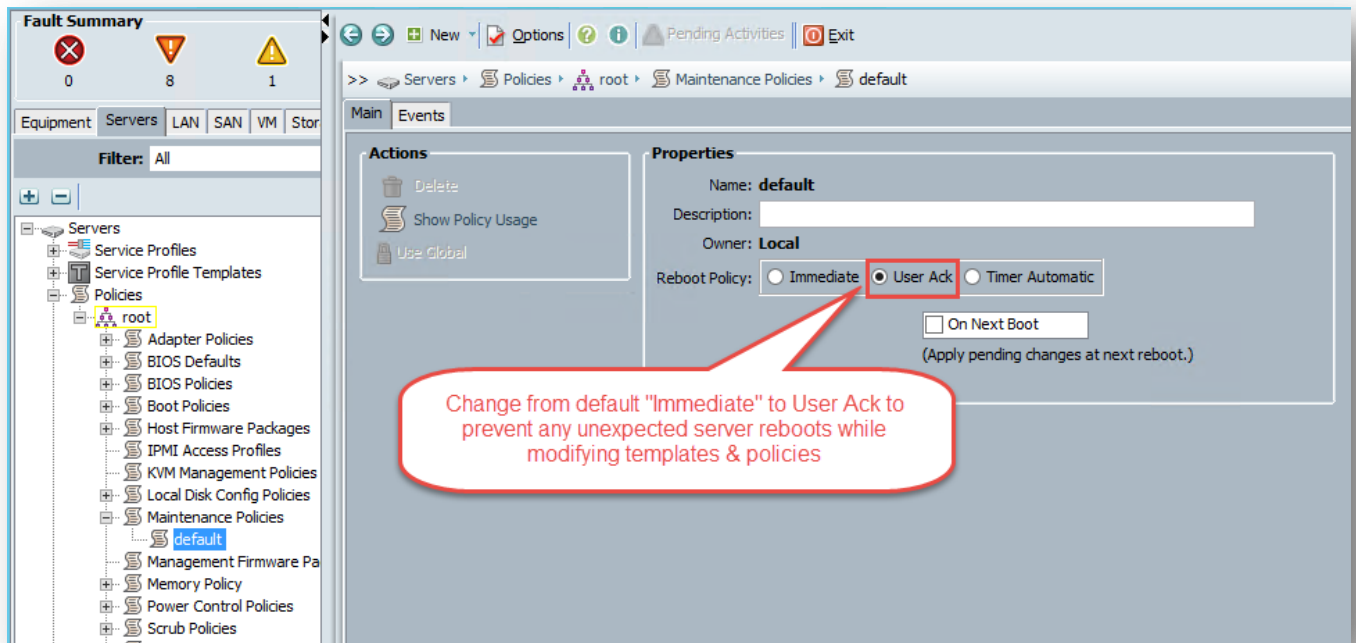 Fault Summary
0 8 1
Equipment Servers LAN SAN VM Stor
Filter: All
Servers
Service Profiles
Service Profile Templates
Policies
root
Adapter Policies
BIOS Defaults
BIOS Policies
Boot Policies
Host Firmware Packages
IPMI Access Profiles
KVM Management Policies
Local Disk Config Policies
Maintenance Policies
default
Management Firmware Pa
Memory Policy
Power Control Policies
Scrub Policies
New Options Pending Activities Exit
>> Servers Policies root Maintenance Policies default
Main Events
Actions
Delete
Show Policy Usage
Use Global
Properties
Name: default
Description:
Owner: Local
Reboot Policy: Immediate User Ack Timer Automatic
On Next Boot
(Apply pending changes at next reboot.)
Change from default "Immediate" to User Ack to
prevent any unexpected server reboots while
modifying templates & policies